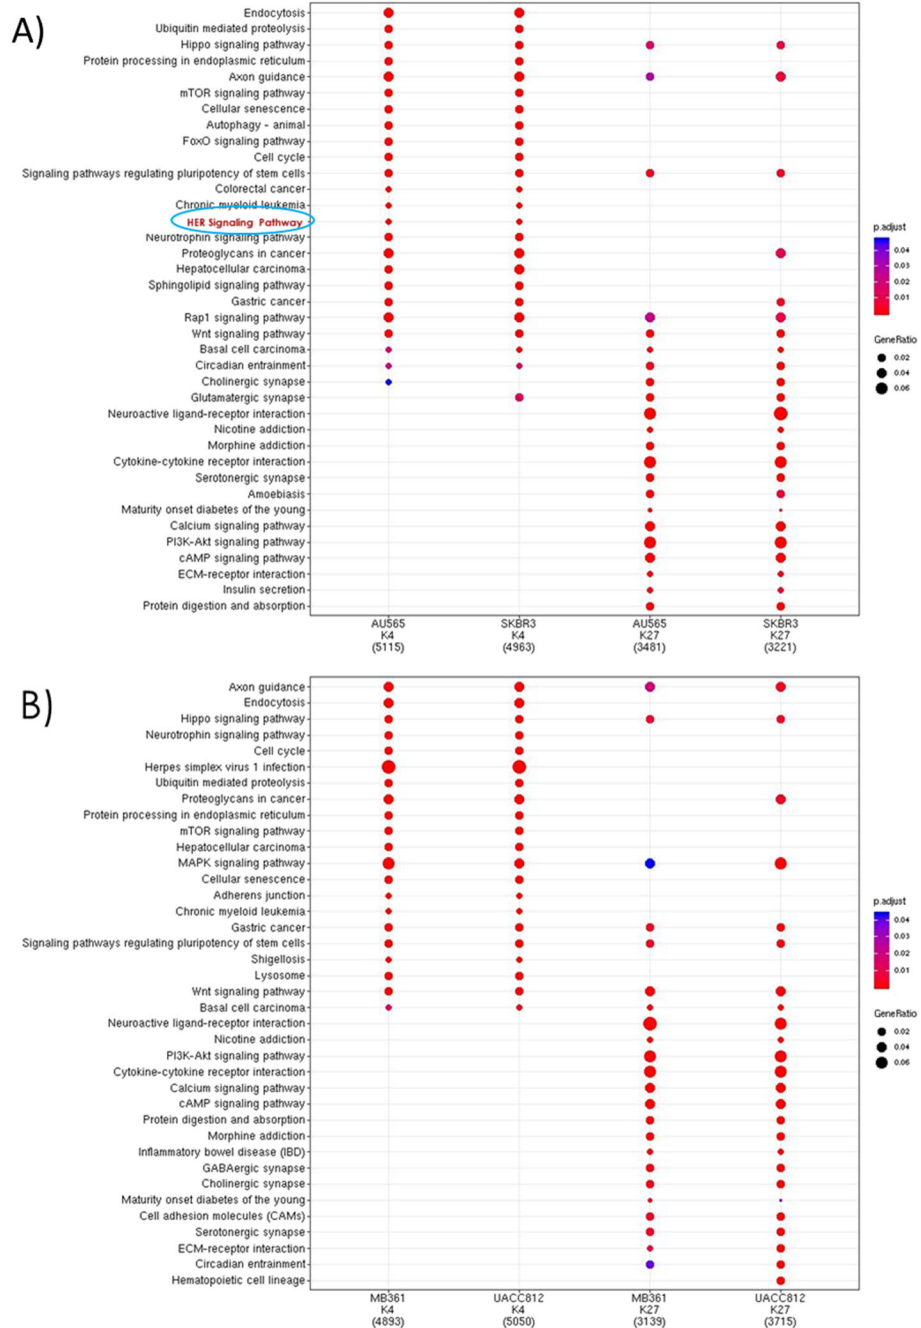 A)
Endocytosis
Ubiquitin mediated proteolysis
Hippo signaling pathway
Protein processing in endoplasmic reticulum
Axon guidance
mTOR signaling pathway
Cellular senescence
Autophagy - animal
FoxO signaling pathway
Cell cycle
Signaling pathways regulating pluripotency of stem cells
Colorectal cancer
Chronic myeloid leukemia
HER Signaling Pathway
Neurotrophin signaling pathway
Proteoglycans in cancer
Hepatocellular carcinoma
Sphingolipid signaling pathway
Gastric cancer
Rap1 signaling pathway
Wnt signaling pathway
Basal cell carcinoma
Circadian entrainment
Cholinergic synapse
Glutamatergic synapse
Neuroactive ligand-receptor interaction
Nicotine addiction
Morphine addiction
Cytokine-cytokine receptor interaction
Serotonergic synapse
Amoebiasis
Maturity onset diabetes of the young
Calcium signaling pathway
PI3K-Akt signaling pathway
cAMP signaling pathway
ECM-receptor interaction
Insulin secretion
Protein digestion and absorption
AU565 SKBR3 AU565 SKBR3
K4 K4 K27 K27
(5115) (4963) (3481) (3221)
p.adjust
0.04
0.02
0.01
GeneRatio
0.02
0.04
0.06
B)
Axon guidance
Endocytosis
Hippo signaling pathway
Neurotrophin signaling pathway
Cell cycle
Herpes simplex virus 1 infection
Ubiquitin mediated proteolysis
Proteoglycans in cancer
Protein processing in endoplasmic reticulum
mTOR signaling pathway
Hepatocellular carcinoma
MAPK signaling pathway
Cellular senescence
Adherens junction
Chronic myeloid leukemia
Gastric cancer
Signaling pathways regulating pluripotency of stem cells
Shigellosis
Lysosome
Wnt signaling pathway
Basal cell carcinoma
Neuroactive ligand-receptor interaction
Nicotine addiction
PI3K-Akt signaling pathway
Cytokine-cytokine receptor interaction
Calcium signaling pathway
cAMP signaling pathway
Protein digestion and absorption
Morphine addiction
Inflammatory bowel disease (IBD)
GABAergic synapse
Cholinergic synapse
Maturity onset diabetes of the young
Cell adhesion molecules (CAMs)
Serotonergic synapse
ECM-receptor interaction
Circadian entrainment
Hematopoietic cell lineage
MB361 UACC812 MB361 UACC812
K4 K4 K27 K27
(4893) (5050) (3139) (3715)
p.adjust
0.04
0.03
0.02
0.01
GeneRatio
0.02
0.04
0.06